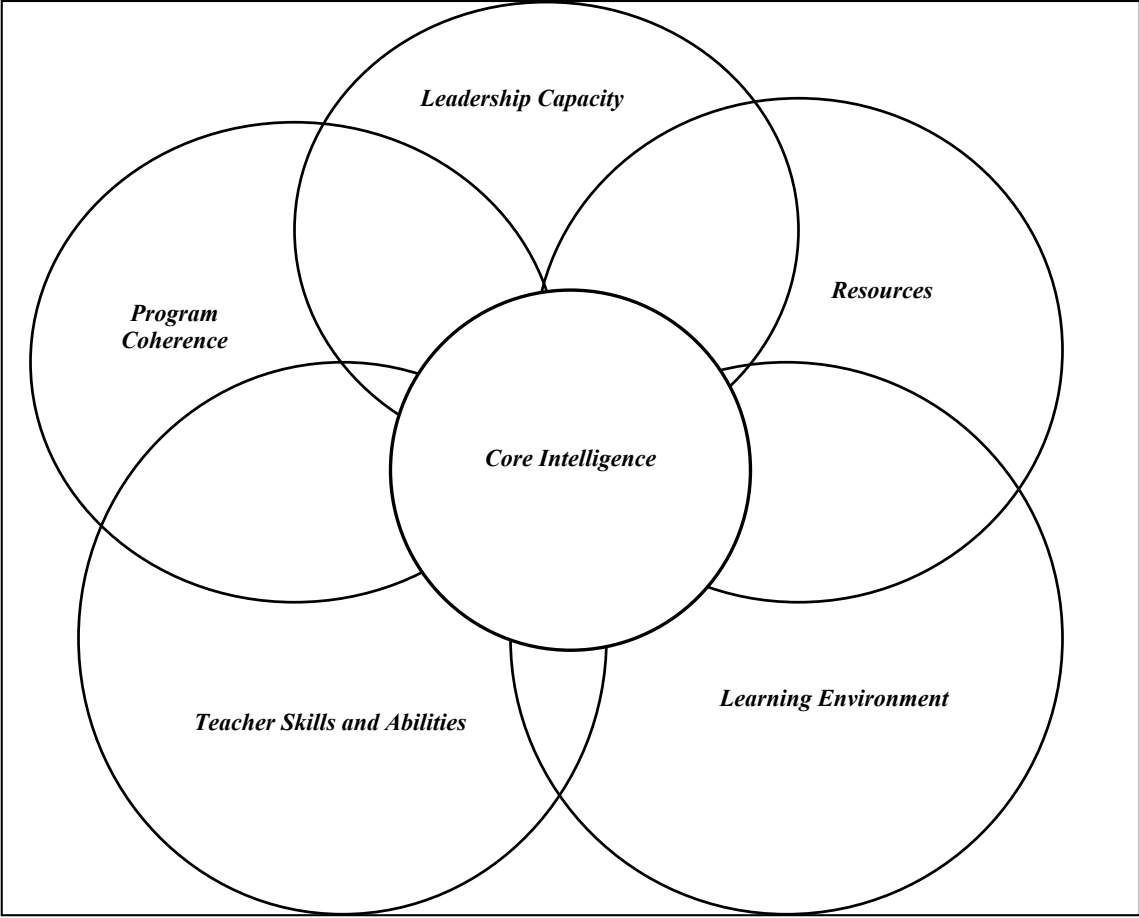 Leadership Capacity
Resources
Program
Coherence
Core Intelligence
Learning Environment
Teacher Skills and Abilities